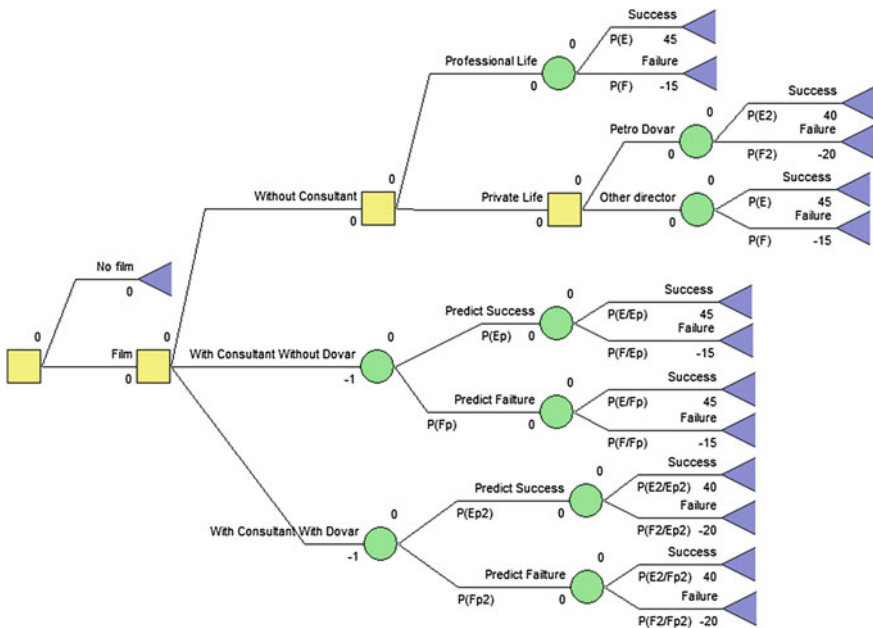 Success
0
P(E) 45
Professional Life
Failure
0
P(F) -15
Success
0
P(E2) 40
Petro Dovar
Failure
0
P(F2) -20
0
Without Consultant
0
0
Private Life
0
0
Other director
0
Success
P(E) 45
Failure
0
P(F) -15
No film
0
0
Film
0
0
With Consultant Without Dovar
0
-1
Predict Success
0
P(Ep) 0
Success
P(E/Ep) 45
Failure
P(F/Ep) -15
Predict Faifture
0
P(Fp) 0
Success
P(E/Fp) 45
Failure
P(F/Fp) -15
With Consultant With Dovar
0
-1
Predict Success
0
P(Ep2) 0
Success
P(E2/Ep2) 40
Failure
P(F2/Ep2) -20
Predict Faifture
0
P(Fp2) 0
Success
P(E2/Fp2) 40
Failure
P(F2/Fp2) -20